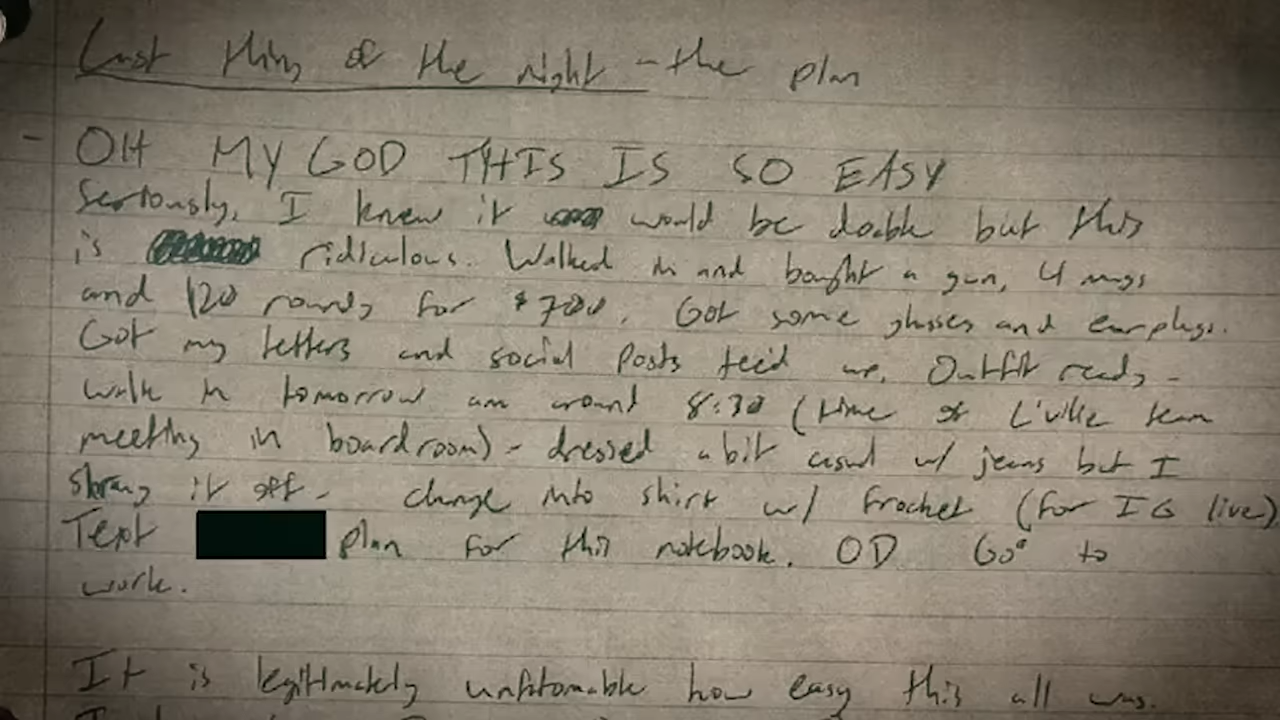 Last thing of the night - the plan
- OH MY GOD THIS IS SO EASY
Seriously, I knew it would be doable but this
is ridiculous. Walked in and bought a gun, 4 mags
and 120 rounds for $700. Got some glasses and earplugs.
Got my letters and social posts teed up. Outfit ready -
walk in tomorrow am around 8:30 (time of L'ville team
meeting in boardroom) - dressed a bit casual w/ jeans but I
shrug it off - change into shirt w/ (for IG live)
Text plan for this notebook. OD Go to
work.
It is legitimately how easy this all was.